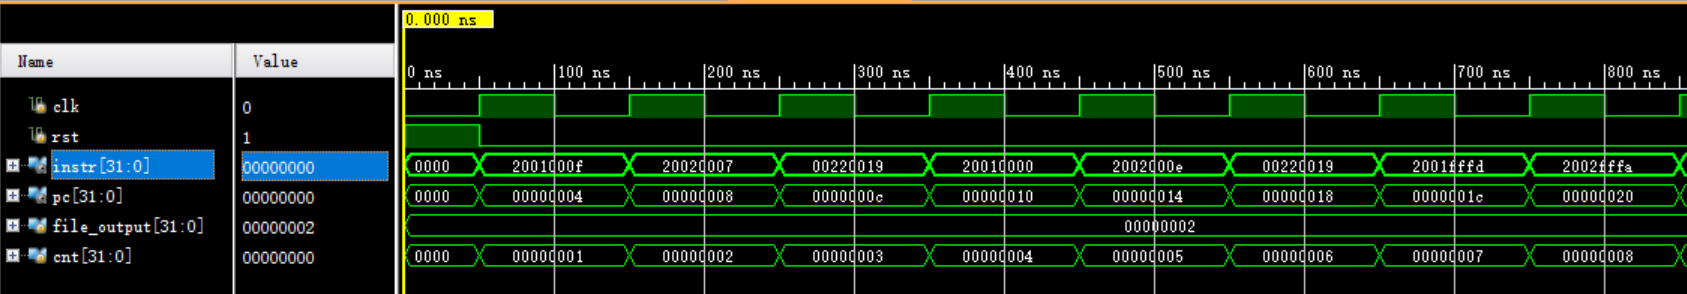 0.000 ns
Name Value
0 ns 100 ns 200 ns 300 ns 400 ns 500 ns 600 ns 700 ns 800 ns
clk 0
rst 1
instr[31:0] 00000000 0000 2001000f 20020007 00220019 20010000 2002000e 00220019 2001fffd 2002fffa
pc[31:0] 00000000 0000 00000004 00000008 0000000c 00000010 00000014 00000018 0000001c 00000020
file_output[31:0] 00000002 00000002
cnt[31:0] 00000000 0000 00000001 00000002 00000003 00000004 00000005 00000006 00000007 00000008